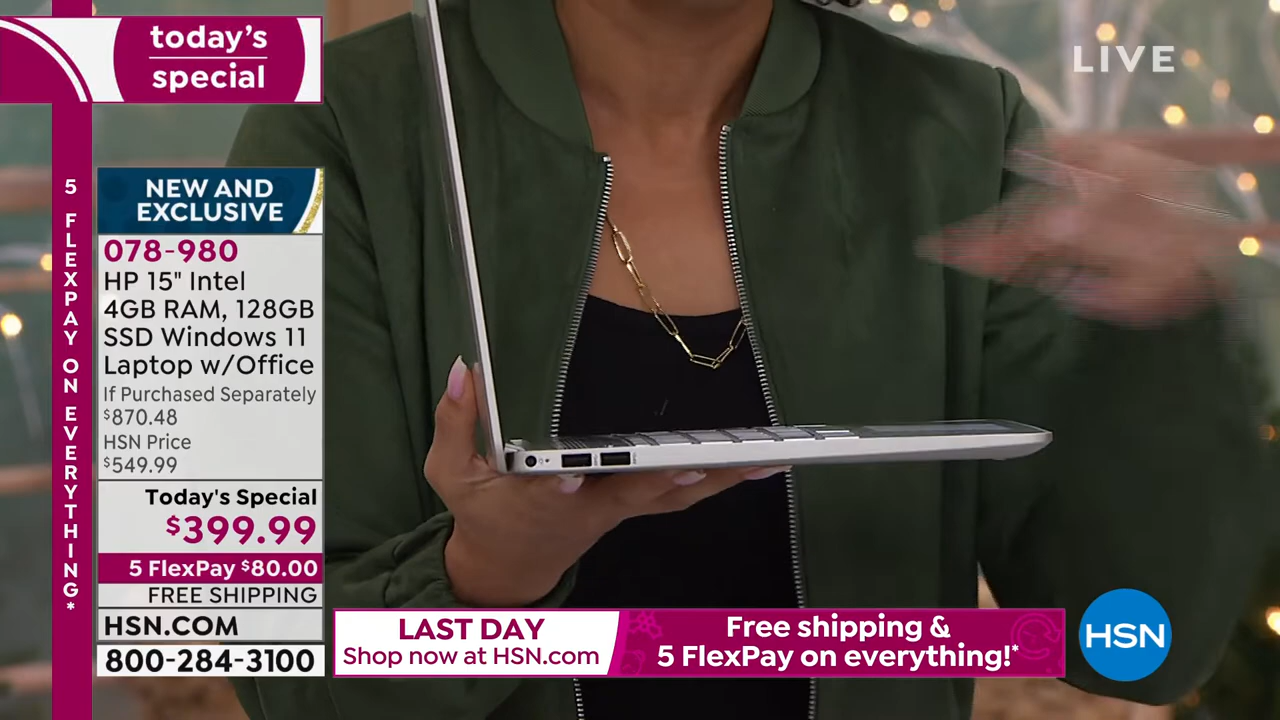 today's
special
LIVE
5 FLEXPAY ON EVERYTHING*
NEW AND
EXCLUSIVE
078-980
HP 15" Intel
4GB RAM, 128GB
SSD Windows 11
Laptop w/Office
If Purchased Separately
$870.48
HSN Price
$549.99
Today's Special
$399.99
5 FlexPay $80.00
FREE SHIPPING
HSN.COM
800-284-3100
LAST DAY
Shop now at HSN.com
Free shipping &
5 FlexPay on everything!*
HSN